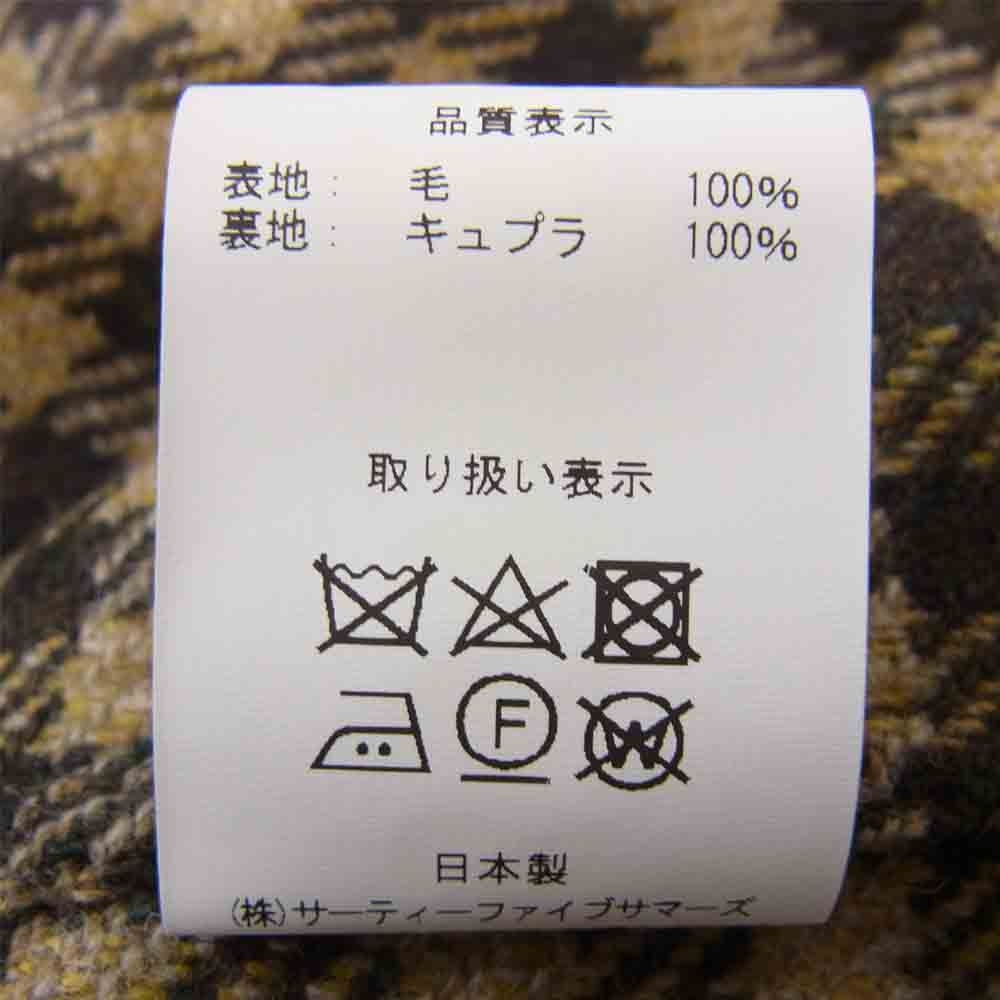 品質表示
表地： 毛 100%
裏地： キュプラ 100%
取り扱い表示
F
W
日本製
(株)サーティーファイブサマーズ